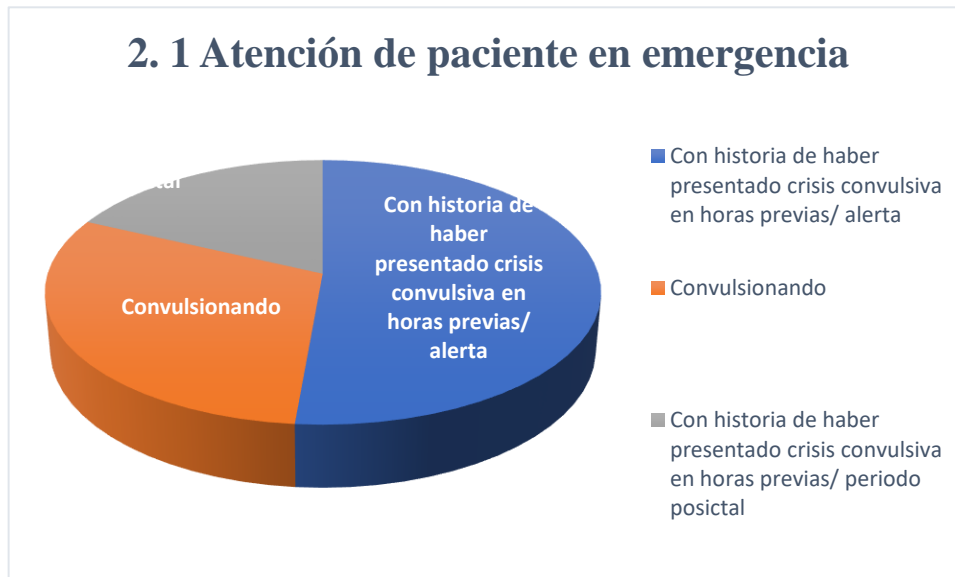 2. 1 Atención de paciente en emergencia
Con historia de
haber
presentado crisis
convulsiva en
horas previas/
alerta
Convulsionando
Con historia de haber
presentado crisis convulsiva
en horas previas/ alerta
Convulsionando
Con historia de haber
presentado crisis convulsiva
en horas previas/ periodo
posictal